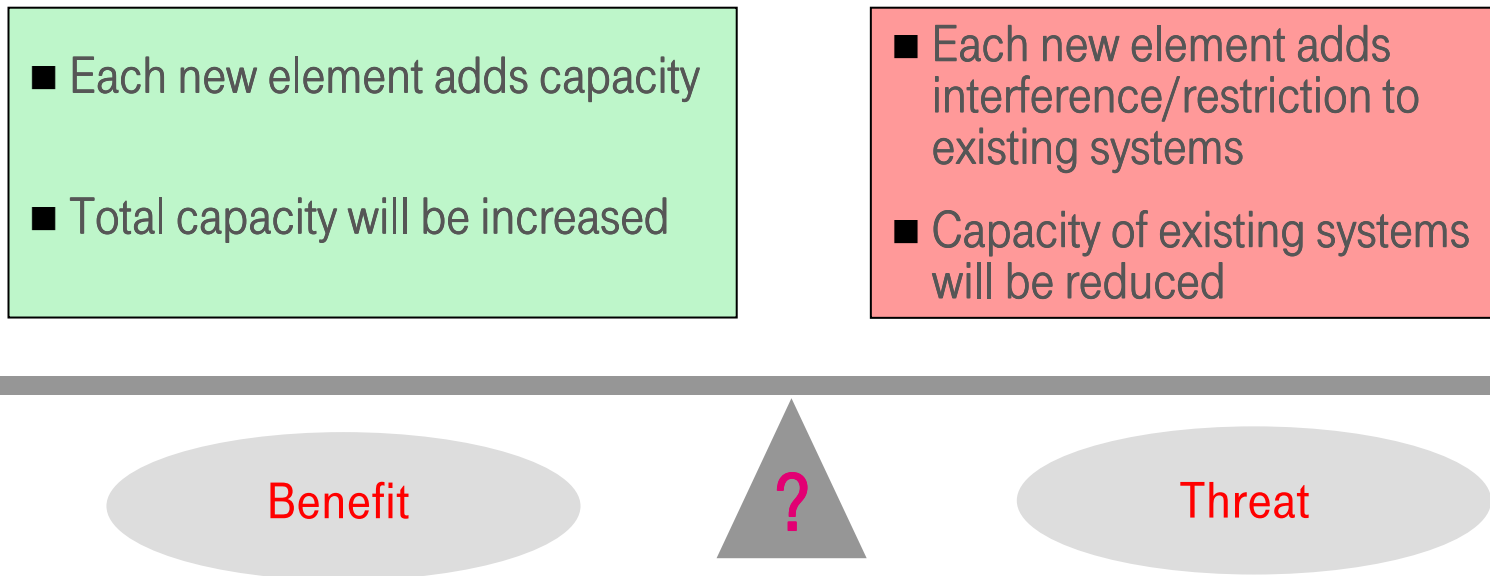 ■ Each new element adds capacity
■ Total capacity will be increased
■ Each new element adds
interference/restriction to
existing systems
■ Capacity of existing systems
will be reduced
Benefit
?
Threat